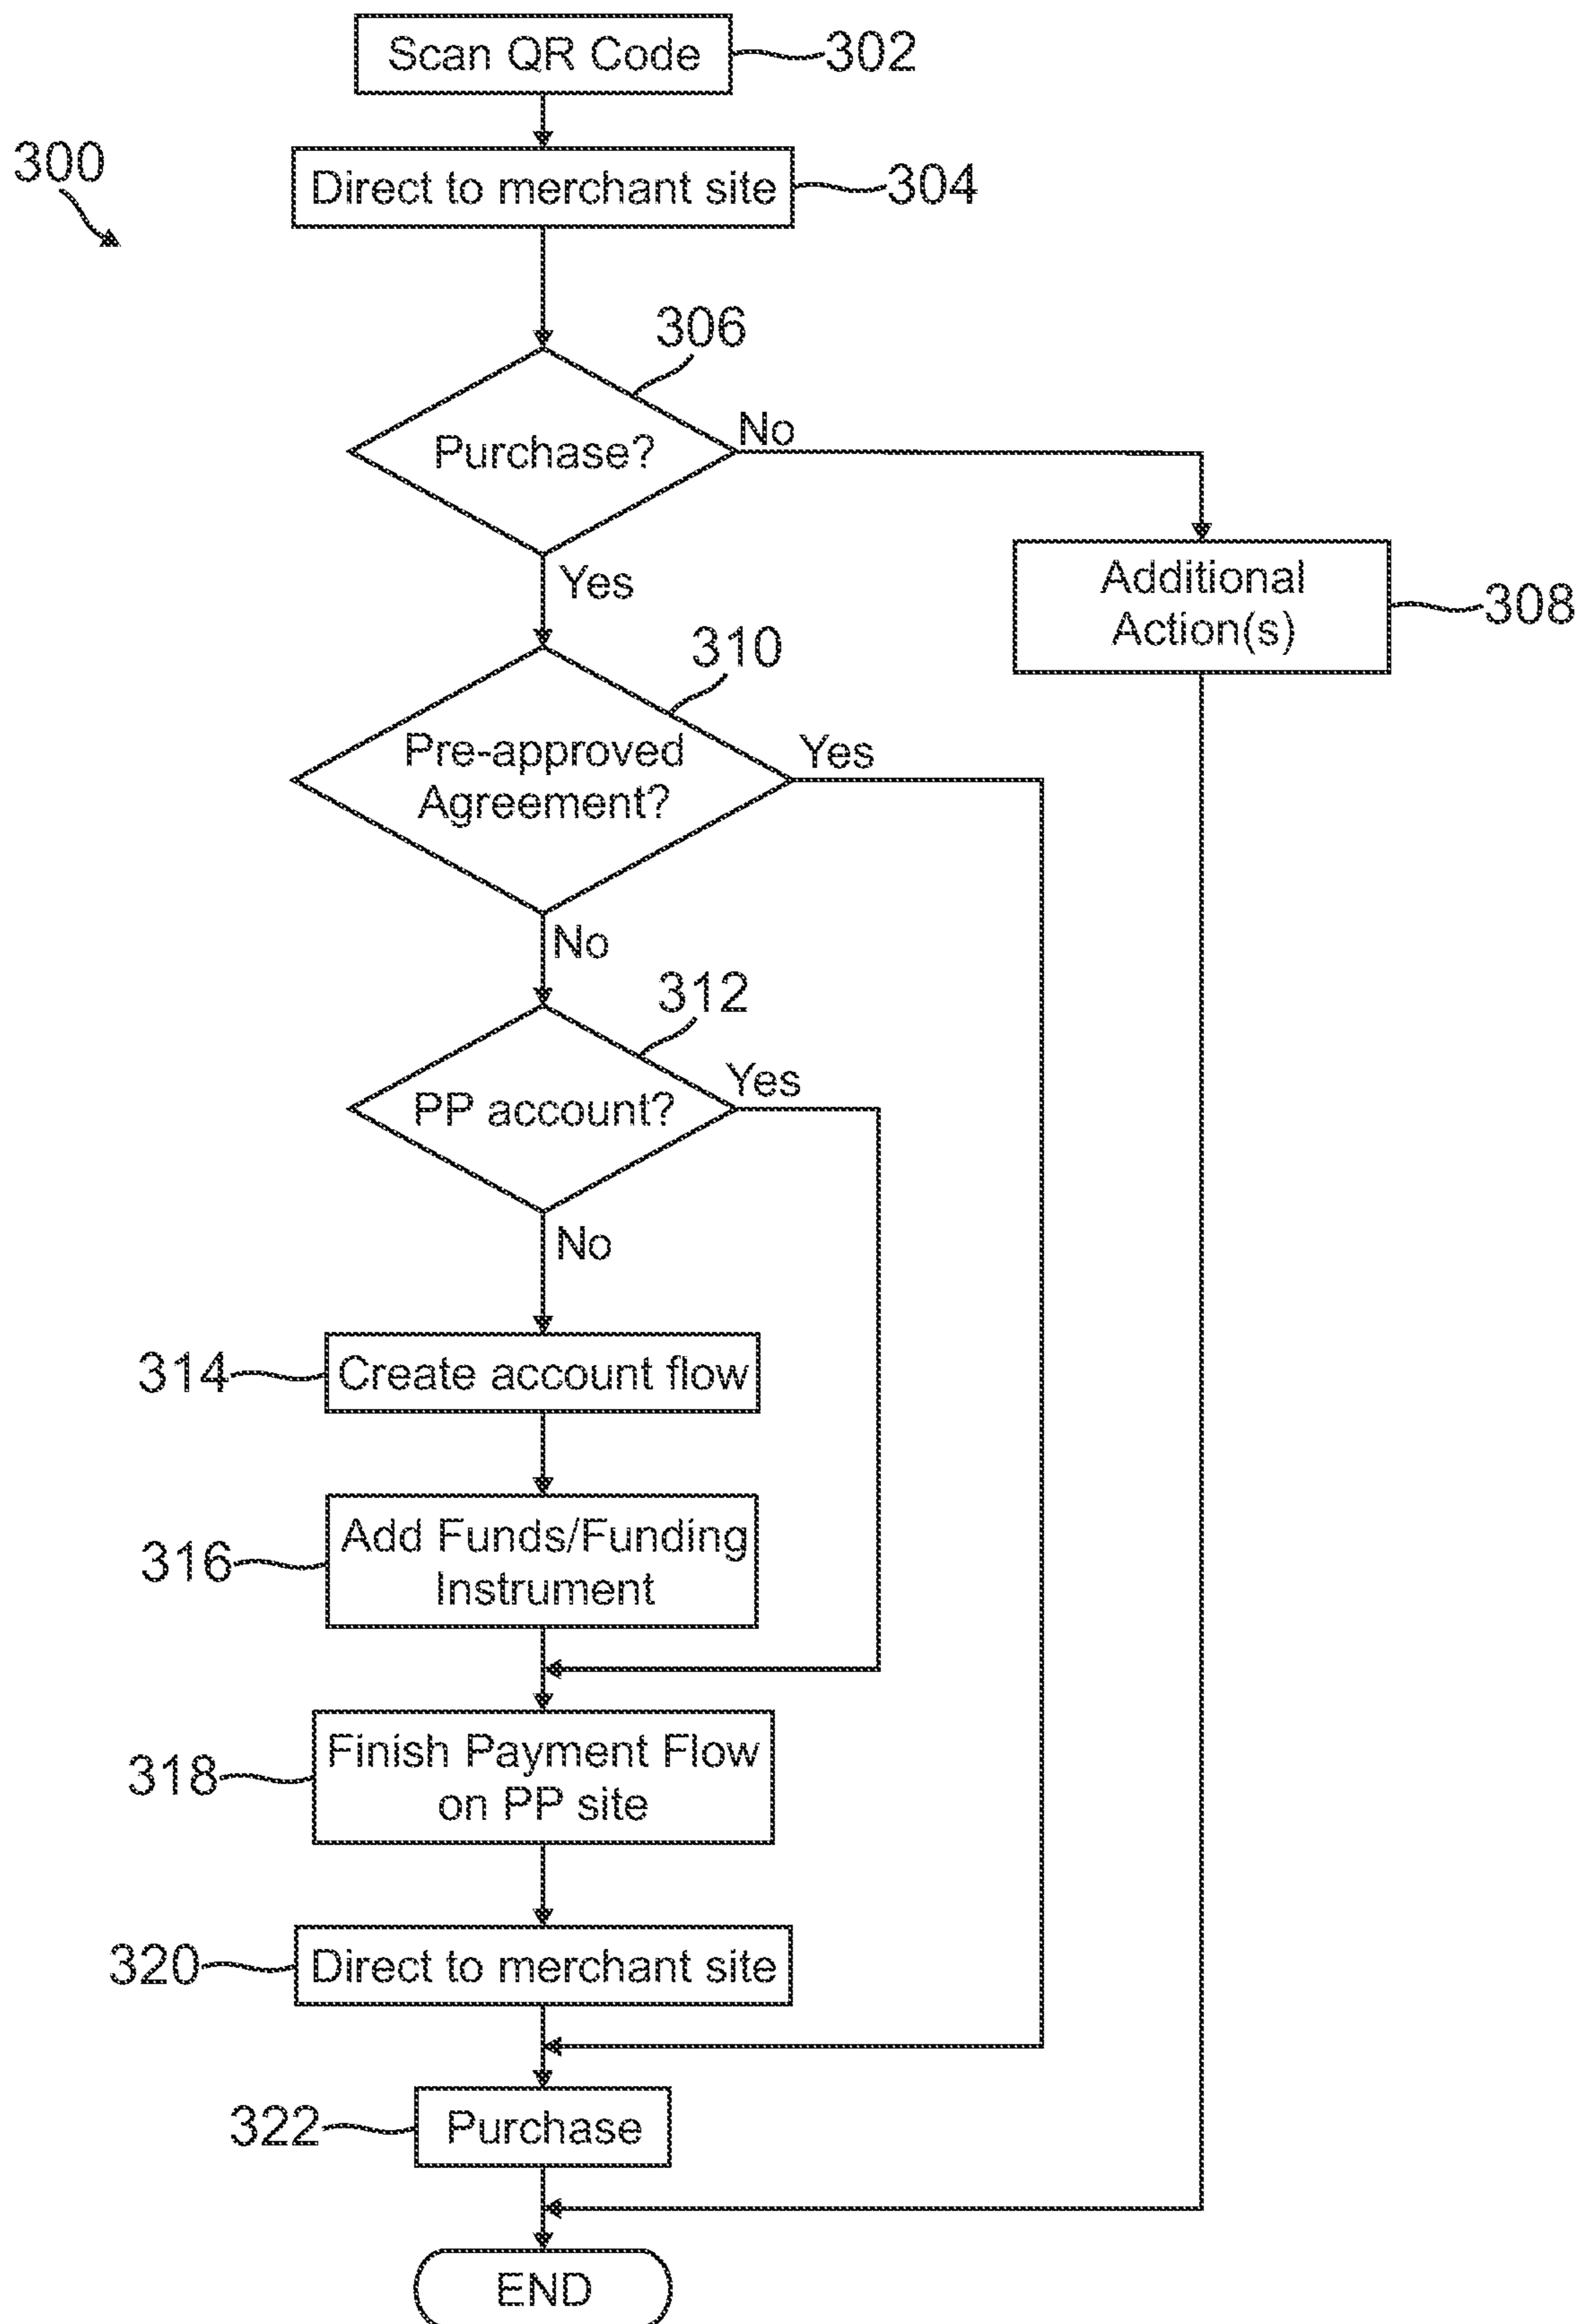 Scan QR Code
302
300
Direct to merchant site
304
306
Purchase?
No
Yes
Additional
Action(s)
308
310
Pre-approved
Agreement?
Yes
No
312
PP account?
Yes
No
314
Create account flow
316
Add Funds/Funding
Instrument
318
Finish Payment Flow
on PP site
320
Direct to merchant site
322
Purchase
END